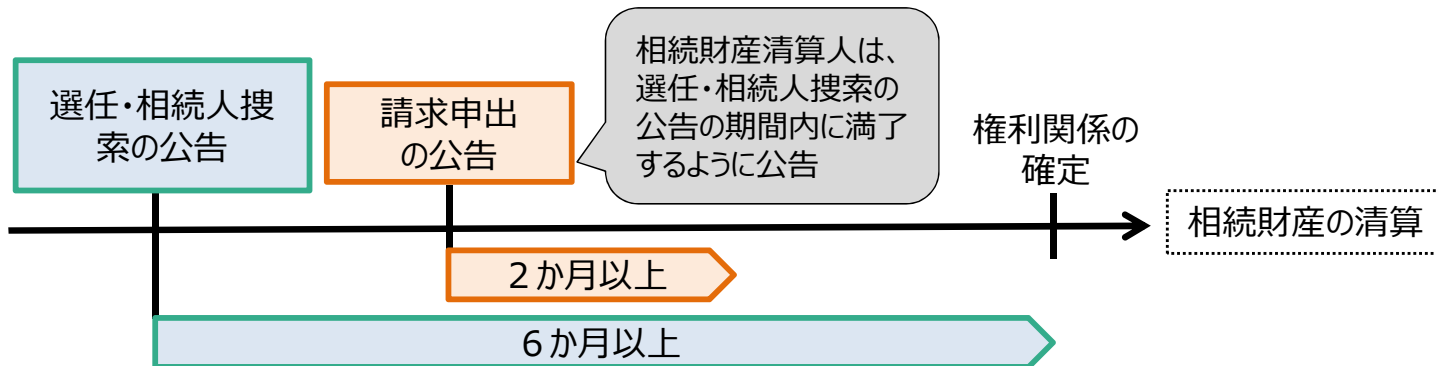 選任・相続人捜
索の公告
請求申出
の公告
相続財産清算人は、
選任・相続人捜索の
公告の期間内に満了
するように公告
権利関係の
確定
相続財産の清算
２か月以上
６か月以上